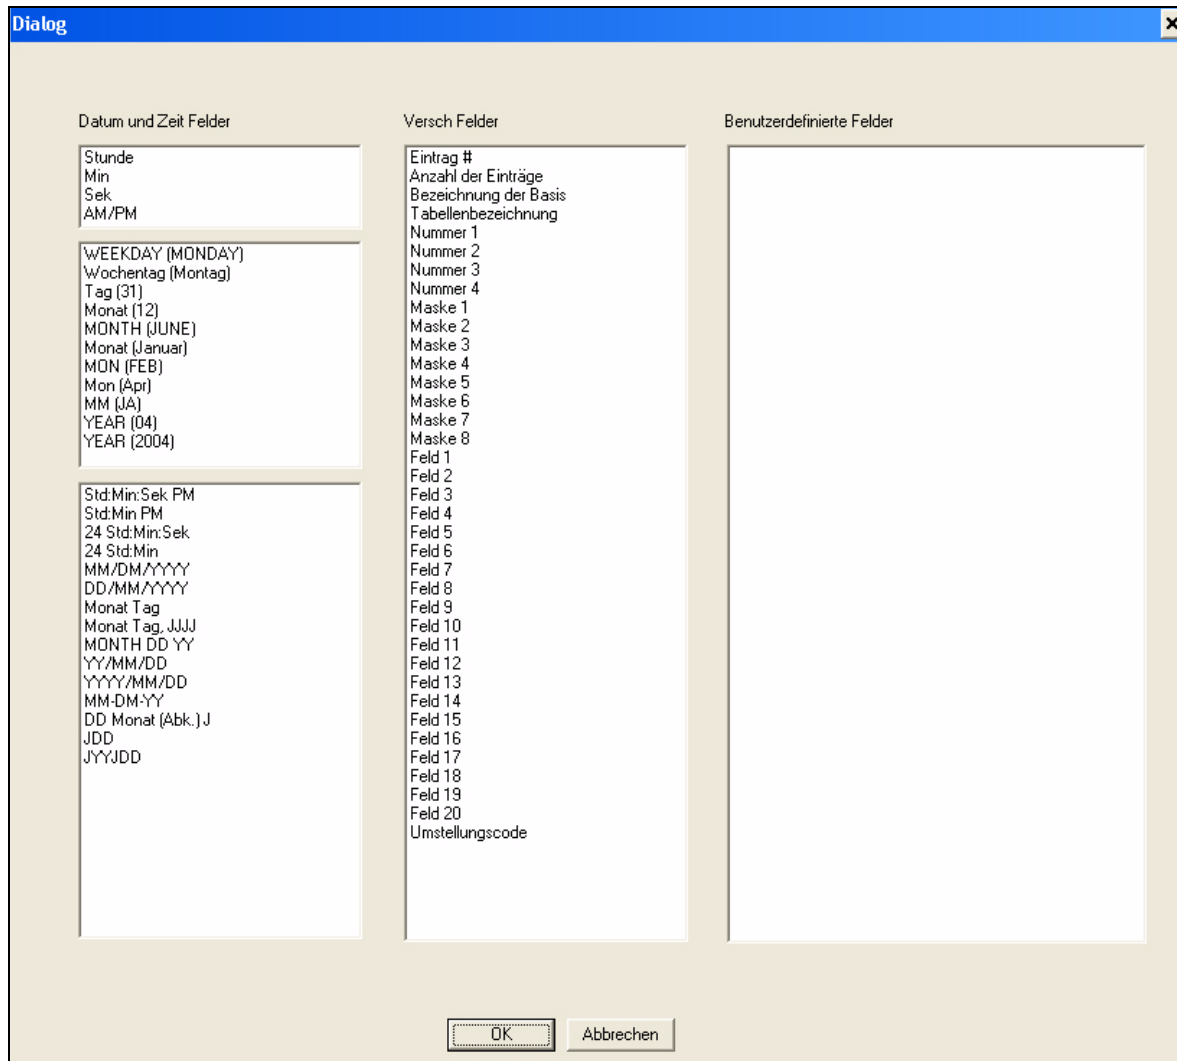 Dialog
Datum und Zeit Felder
Stunde
Min
Sek
AM/PM
WEEKDAY (MONDAY)
Wochentag (Montag)
Tag (31)
Monat (12)
MONTH (JUNE)
Monat (Januar)
MON (FEB)
Mon (Apr)
MM (JA)
YEAR (04)
YEAR (2004)
Std:Min:Sek PM
Std:Min PM
24 Std:Min:Sek
24 Std:Min
MM/DM/YYYY
DD/MM/YYYY
Monat Tag
Monat Tag, JJJJ
MONTH DD YY
YY/MM/DD
YYYY/MM/DD
MM-DM-YY
DD Monat (Abk.) J
JDD
JYYJDD
Versch Felder
Eintrag #
Anzahl der Einträge
Bezeichnung der Basis
Tabellenbezeichnung
Nummer 1
Nummer 2
Nummer 3
Nummer 4
Maske 1
Maske 2
Maske 3
Maske 4
Maske 5
Maske 6
Maske 7
Maske 8
Feld 1
Feld 2
Feld 3
Feld 4
Feld 5
Feld 6
Feld 7
Feld 8
Feld 9
Feld 10
Feld 11
Feld 12
Feld 13
Feld 14
Feld 15
Feld 16
Feld 17
Feld 18
Feld 19
Feld 20
Umstellungscode
Benutzerdefinierte Felder
OK
Abbrechen